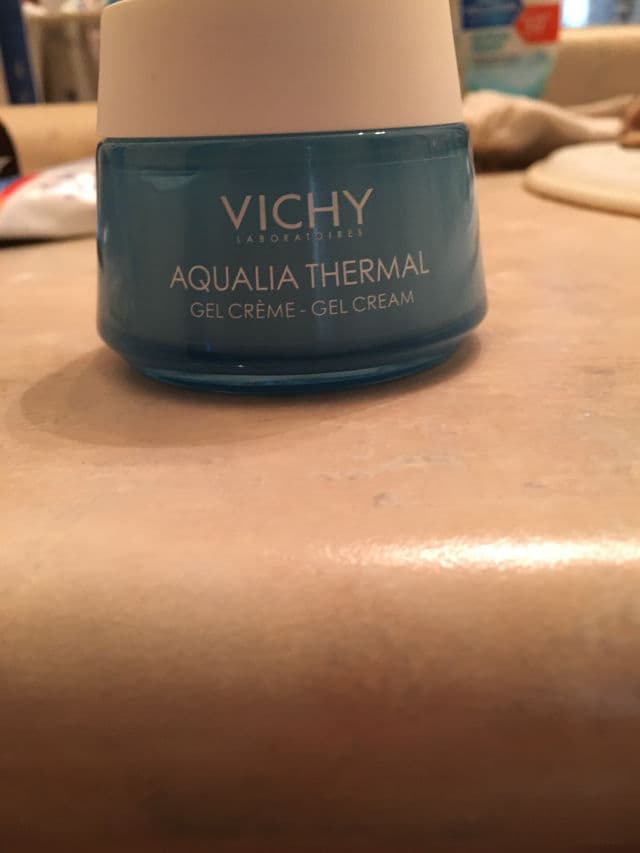 VICHY
LABORATOIRES
AQUALIA THERMAL
GEL CRÈME - GEL CREAM